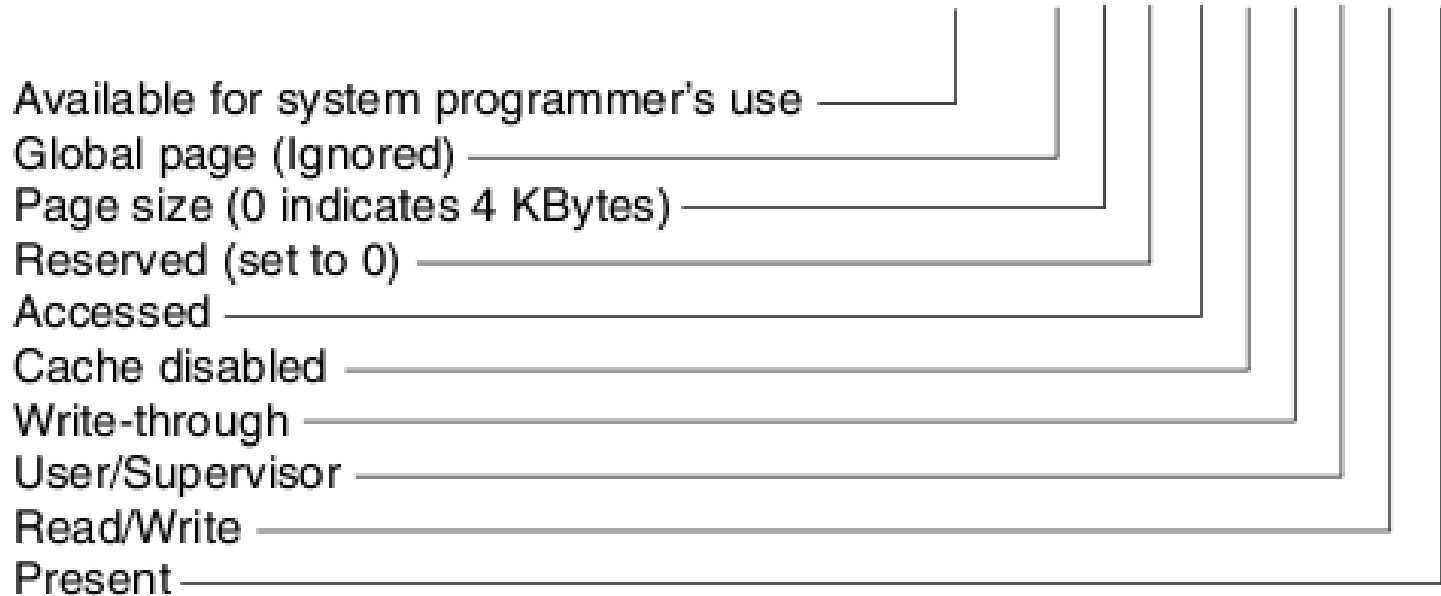 Available for system programmer’s use
Global page (Ignored)
Page size (0 indicates 4 KBytes)
Reserved (set to 0)
Accessed
Cache disabled
Write-through
User/Supervisor
Read/Write
Present